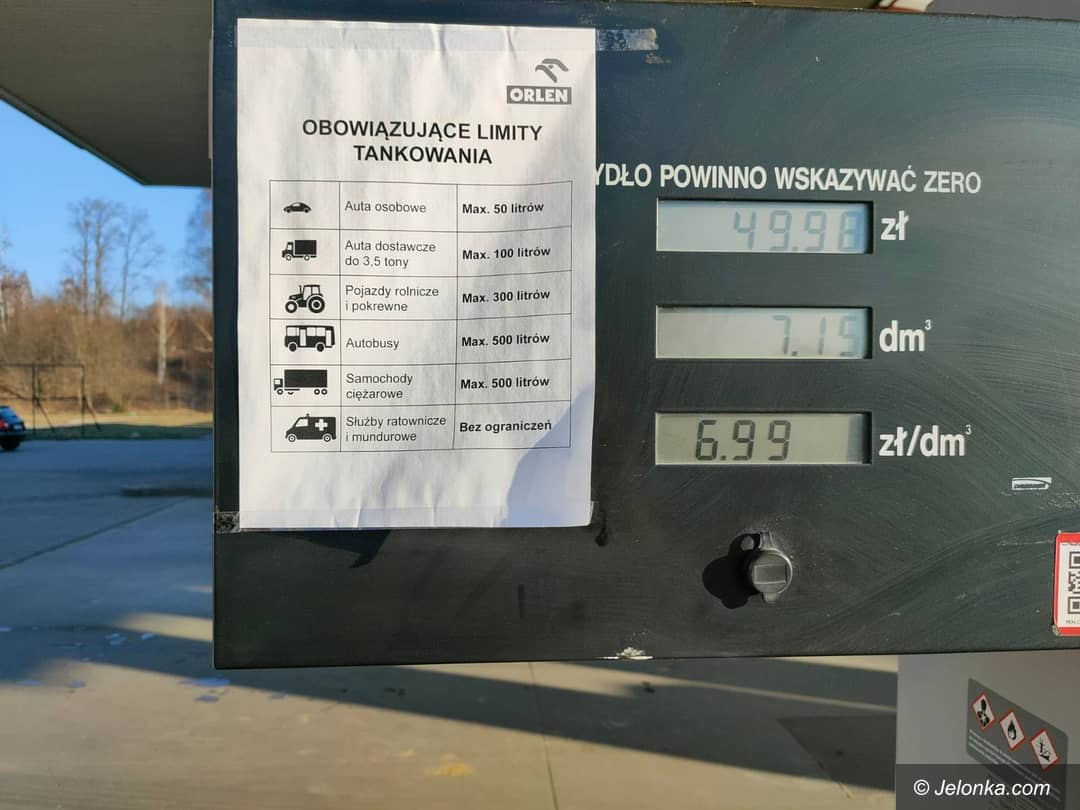 ORLEN
OBOWIĄZUJĄCE LIMITY
TANKOWANIA
Auta osobowe Max. 50 litrów
Auta dostawcze
do 3,5 tony
Max. 100 litrów
Pojazdy rolnicze
i pokrewne
Max. 300 litrów
Autobusy Max. 500 litrów
Samochody
ciężarowe
Max. 500 litrów
Służby ratownicze
i mundurowe
Bez ograniczeń
YDŁO POWINNO WSKAZYWAĆ ZERO
49.98 zł
7.15 dm³
6.99 zł/dm³
© Jelonka.com